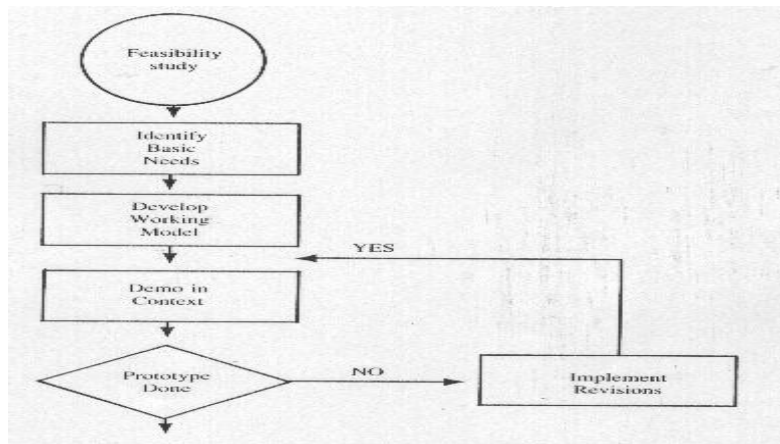 Feasibility
study
Identify
Basic
Needs
Develop
Working
Model
YES
Demo in
Context
Prototype
Done
NO
Implement
Revisions